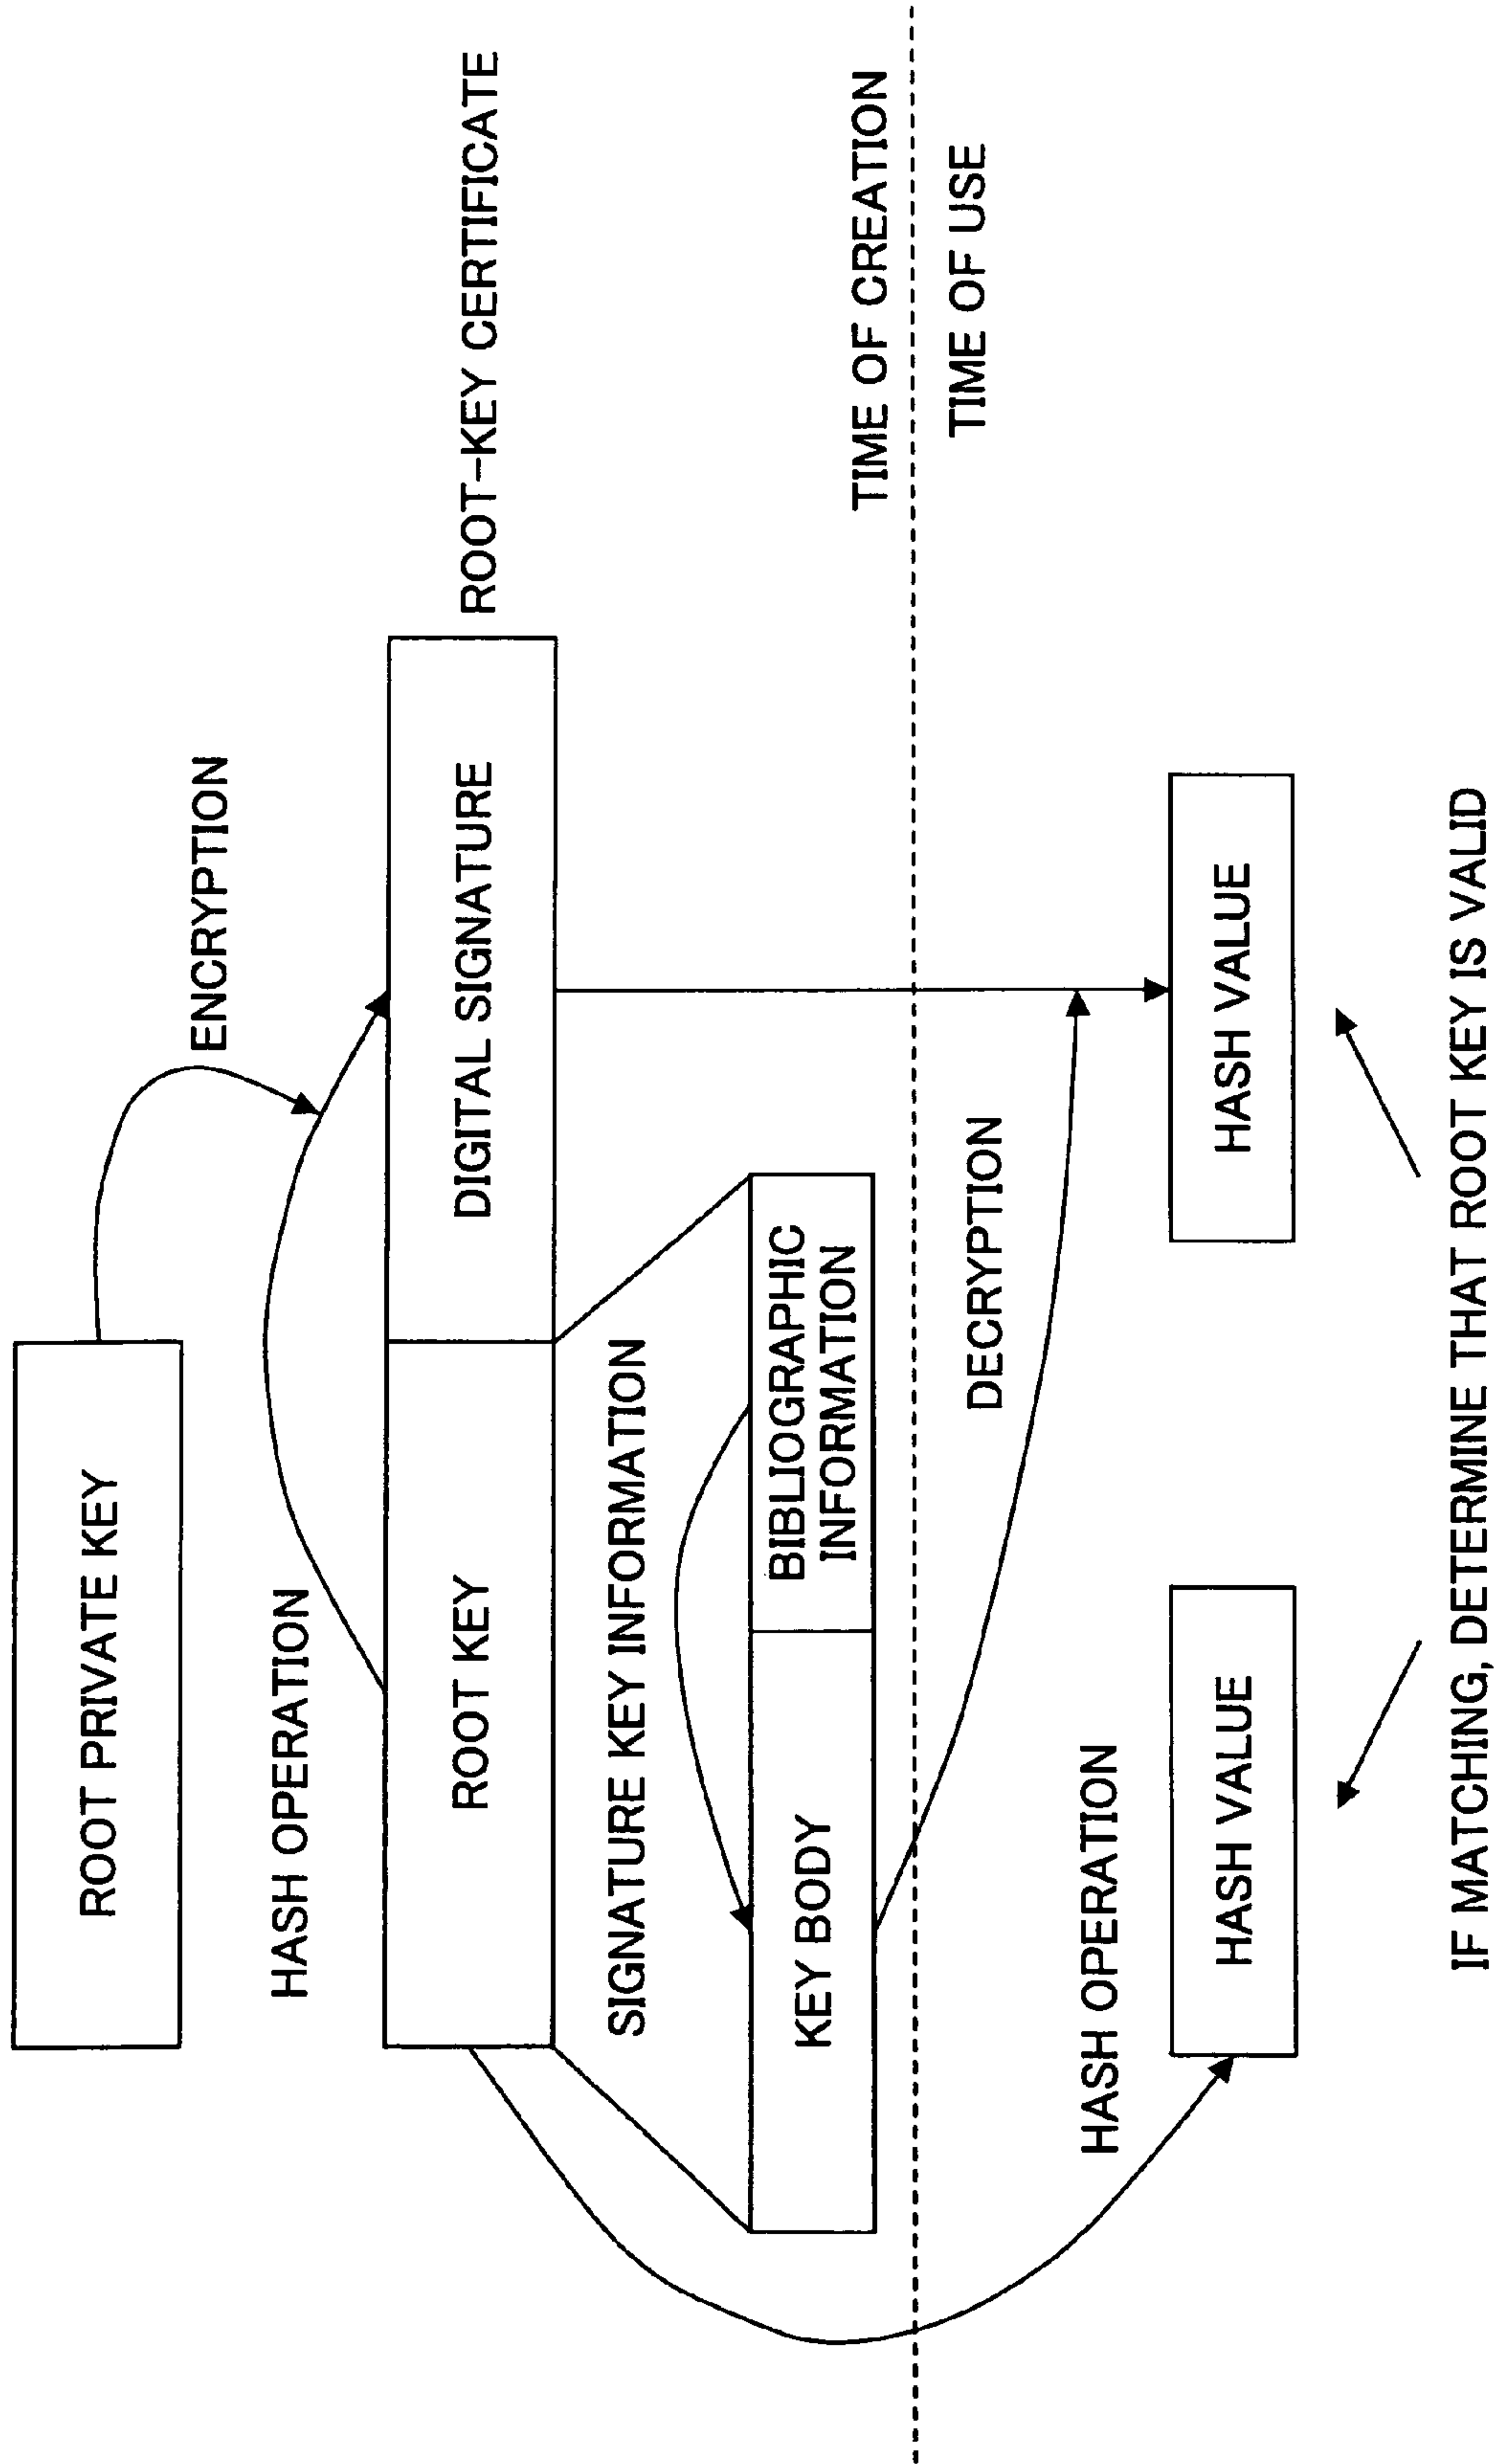 ROOT PRIVATE KEY
ENCRYPTION
HASH OPERATION
ROOT KEY
DIGITAL SIGNATURE
ROOT-KEY CERTIFICATE
SIGNATURE KEY INFORMATION
KEY BODY
BIBLIOGRAPHIC
INFORMATION
TIME OF CREATION
TIME OF USE
DECRYPTION
HASH OPERATION
HASH VALUE
HASH VALUE
IF MATCHING, DETERMINE THAT ROOT KEY IS VALID